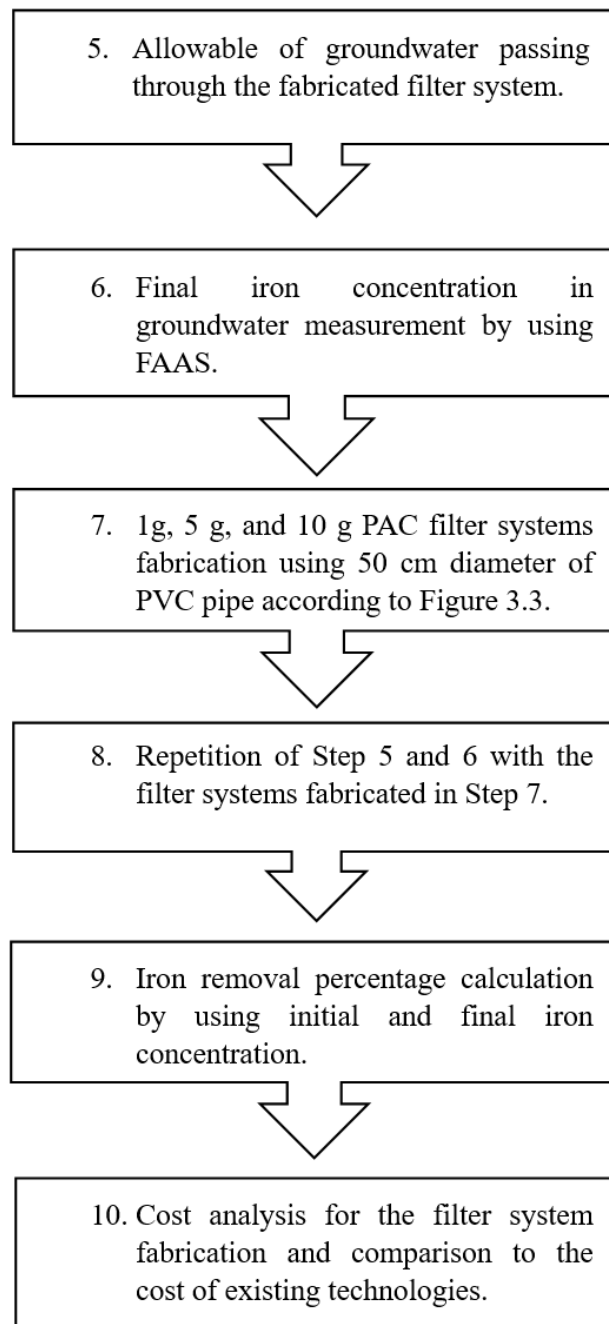 5. Allowable of groundwater passing
through the fabricated filter system.
6. Final iron concentration in
groundwater measurement by using
FAAS.
7. 1g, 5 g, and 10 g PAC filter systems
fabrication using 50 cm diameter of
PVC pipe according to Figure 3.3.
8. Repetition of Step 5 and 6 with the
filter systems fabricated in Step 7.
9. Iron removal percentage calculation
by using initial and final iron
concentration.
10. Cost analysis for the filter system
fabrication and comparison to the
cost of existing technologies.